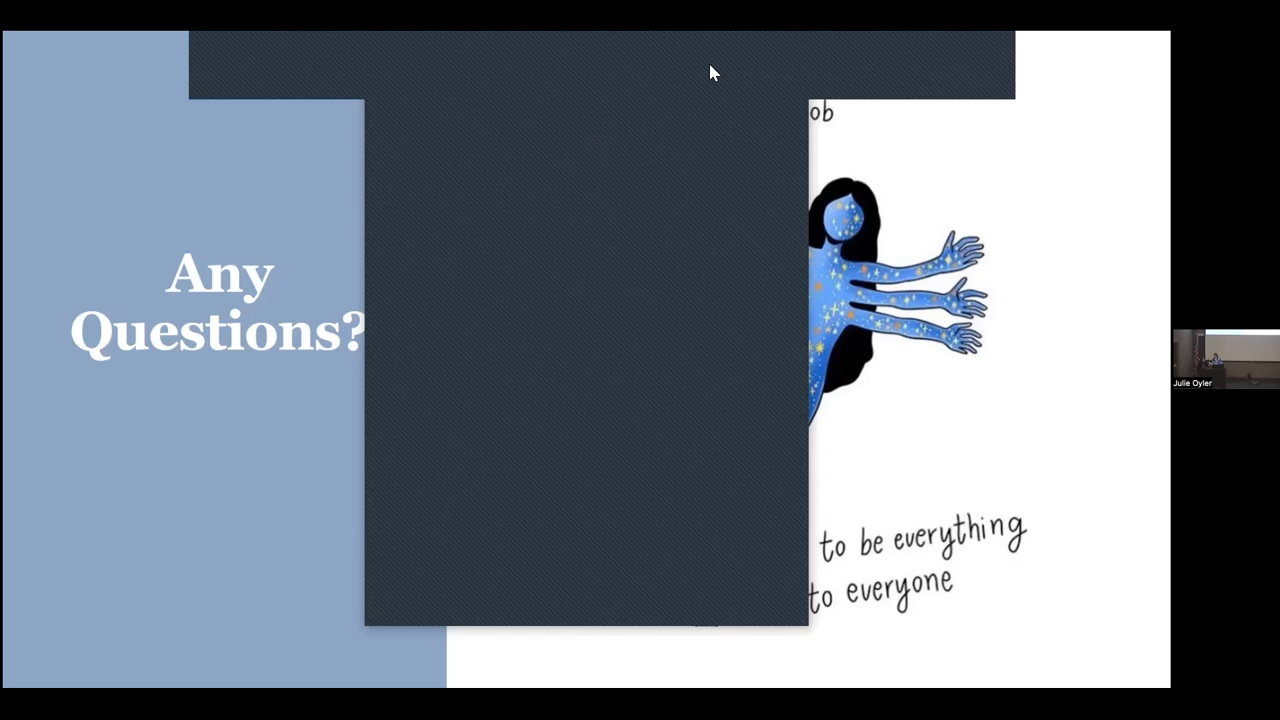 Any
Questions?
ob
to be everything
to everyone
Julie Oyler